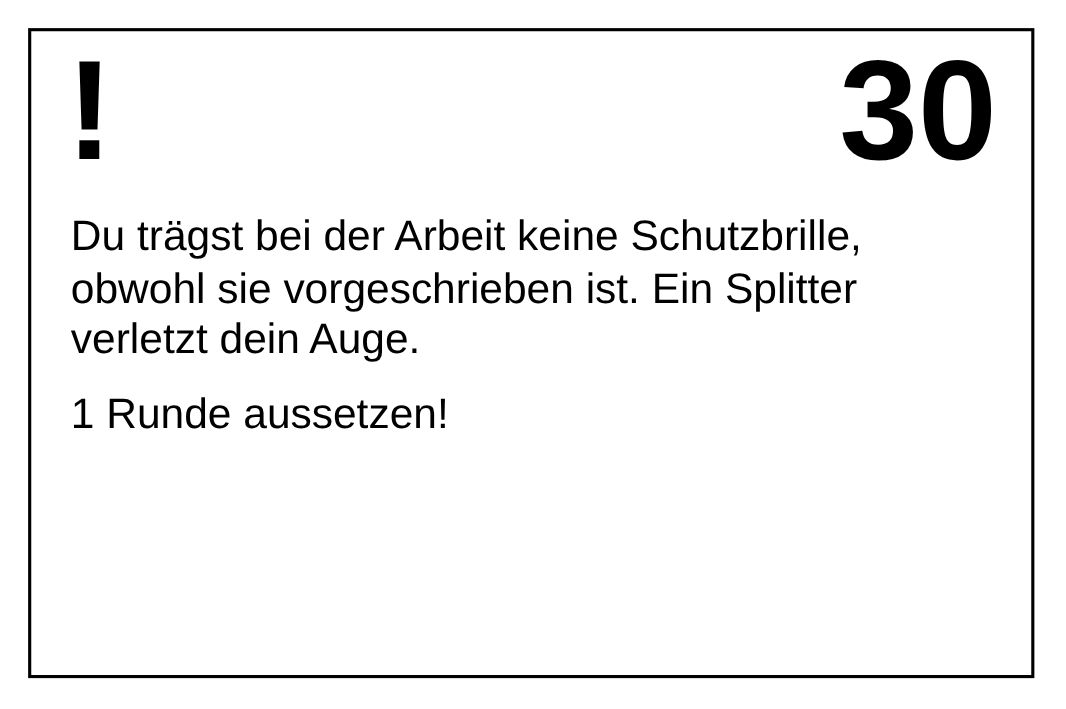 ! 30
Du trägst bei der Arbeit keine Schutzbrille,
obwohl sie vorgeschrieben ist. Ein Splitter
verletzt dein Auge.
1 Runde aussetzen!